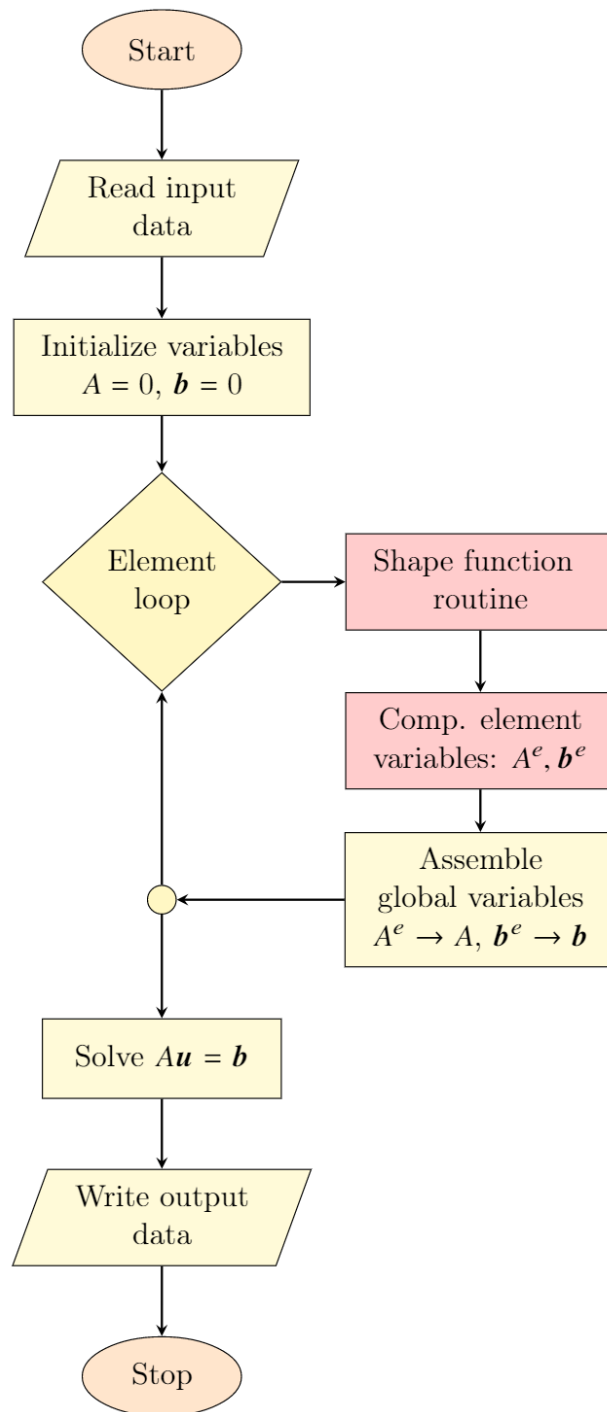 Start
Read input
data
Initialize variables
A = 0, b = 0
Element
loop
Shape function
routine
Comp. element
variables: Aᵉ, bᵉ
Assemble
global variables
Aᵉ → A, bᵉ → b
Solve Au = b
Write output
data
Stop